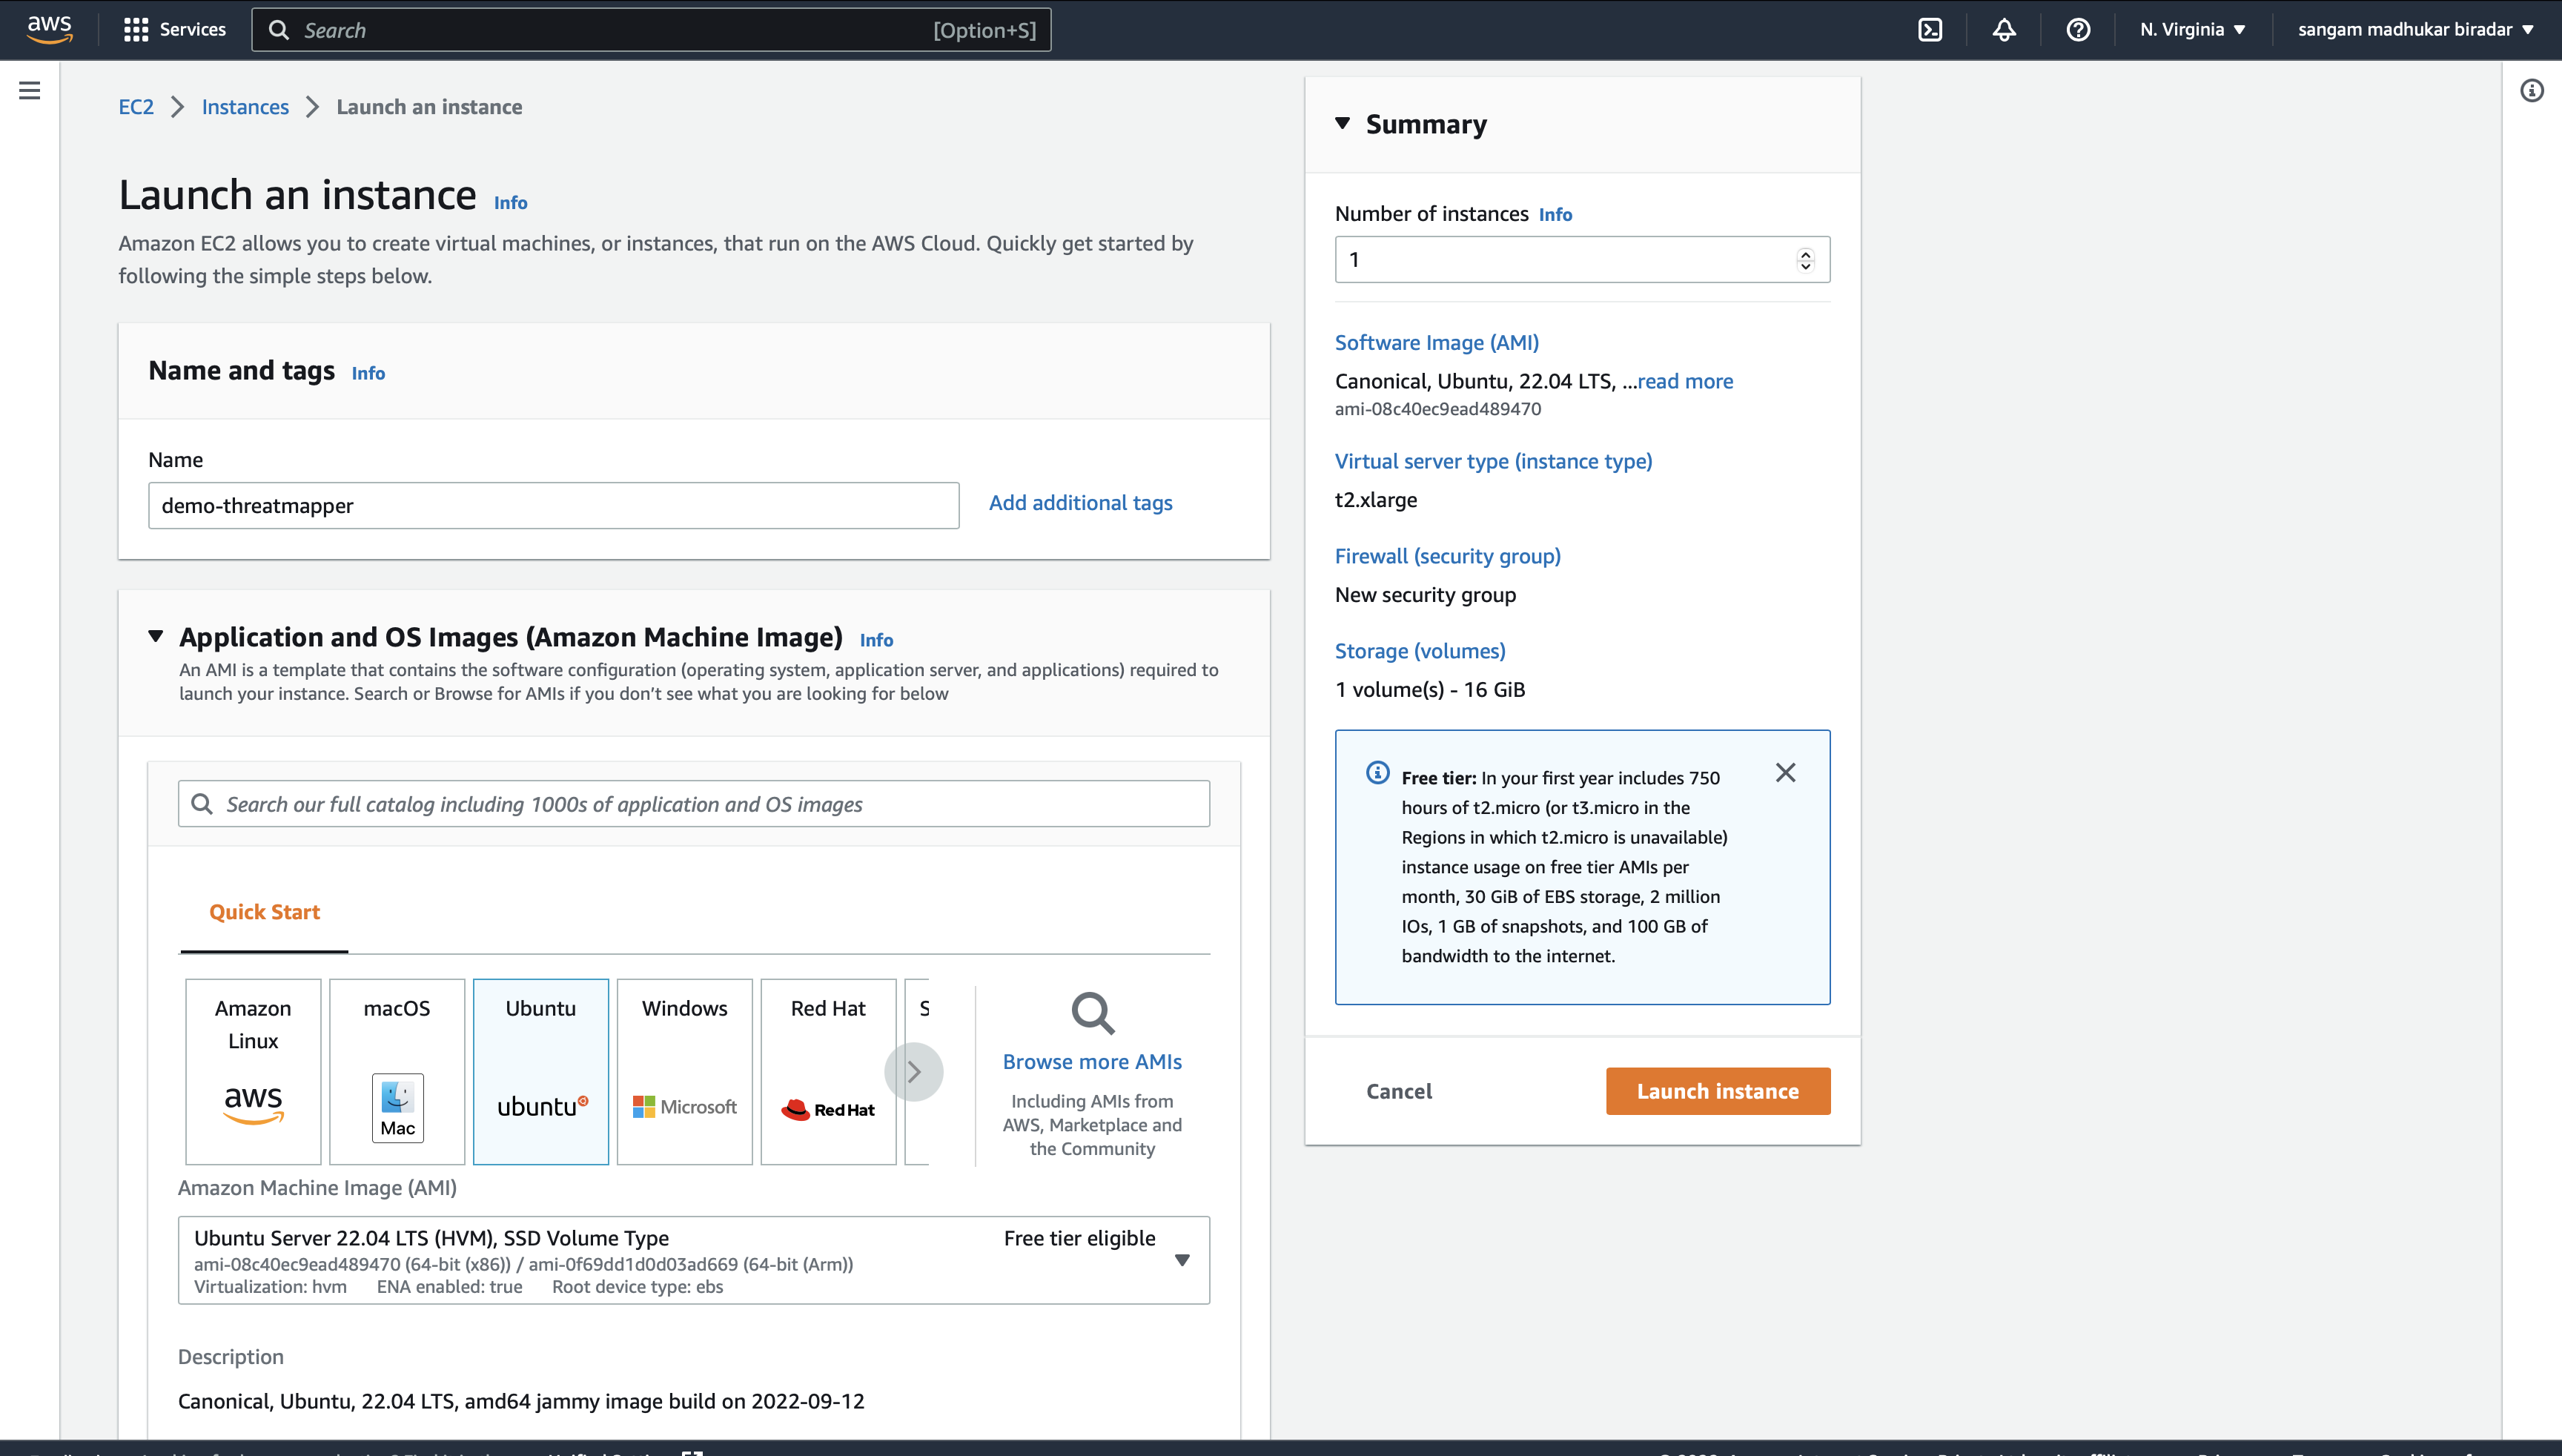 aws
Services
Search
[Option+S]
N. Virginia
sangam madhukar biradar
EC2
Instances
Launch an instance
Launch an instance Info
Amazon EC2 allows you to create virtual machines, or instances, that run on the AWS Cloud. Quickly get started by
following the simple steps below.
Name and tags Info
Name
demo-threatmapper
Add additional tags
Application and OS Images (Amazon Machine Image) Info
An AMI is a template that contains the software configuration (operating system, application server, and applications) required to
launch your instance. Search or Browse for AMIs if you don't see what you are looking for below
Search our full catalog including 1000s of application and OS images
Quick Start
Amazon
Linux
aws
macOS
Mac
Ubuntu
ubuntu
Windows
Microsoft
Red Hat
Red Hat
S
Browse more AMIs
Including AMIs from
AWS, Marketplace and
the Community
Amazon Machine Image (AMI)
Ubuntu Server 22.04 LTS (HVM), SSD Volume Type
Free tier eligible
ami-08c40ec9ead489470 (64-bit (x86)) / ami-0f69dd1d0d03ad669 (64-bit (Arm))
Virtualization: hvm ENA enabled: true Root device type: ebs
Description
Canonical, Ubuntu, 22.04 LTS, amd64 jammy image build on 2022-09-12
Summary
Number of instances Info
1
Software Image (AMI)
Canonical, Ubuntu, 22.04 LTS, ...read more
ami-08c40ec9ead489470
Virtual server type (instance type)
t2.xlarge
Firewall (security group)
New security group
Storage (volumes)
1 volume(s) - 16 GiB
Free tier: In your first year includes 750
hours of t2.micro (or t3.micro in the
Regions in which t2.micro is unavailable)
instance usage on free tier AMIs per
month, 30 GiB of EBS storage, 2 million
IOs, 1 GB of snapshots, and 100 GB of
bandwidth to the internet.
Cancel
Launch instance